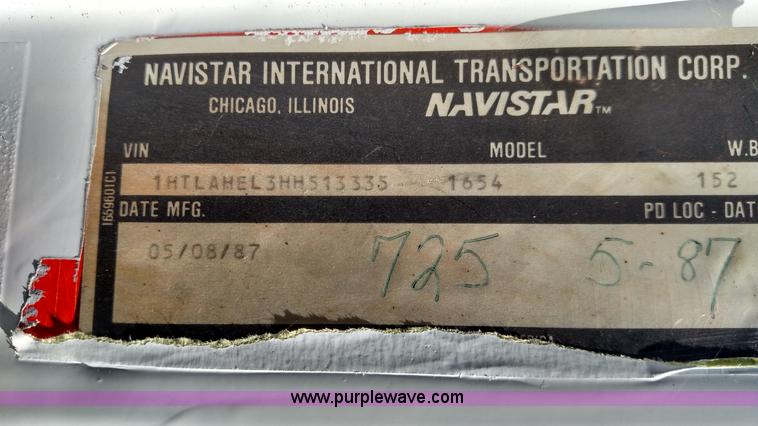 NAVISTAR INTERNATIONAL TRANSPORTATION CORP.
CHICAGO, ILLINOIS NAVISTAR™
VIN MODEL W.B
1HTLAHEL3HH513335 1654 152
1659601C1
DATE MFG. PD LOC - DAT
05/08/87 725 5-87
www.purplewave.com